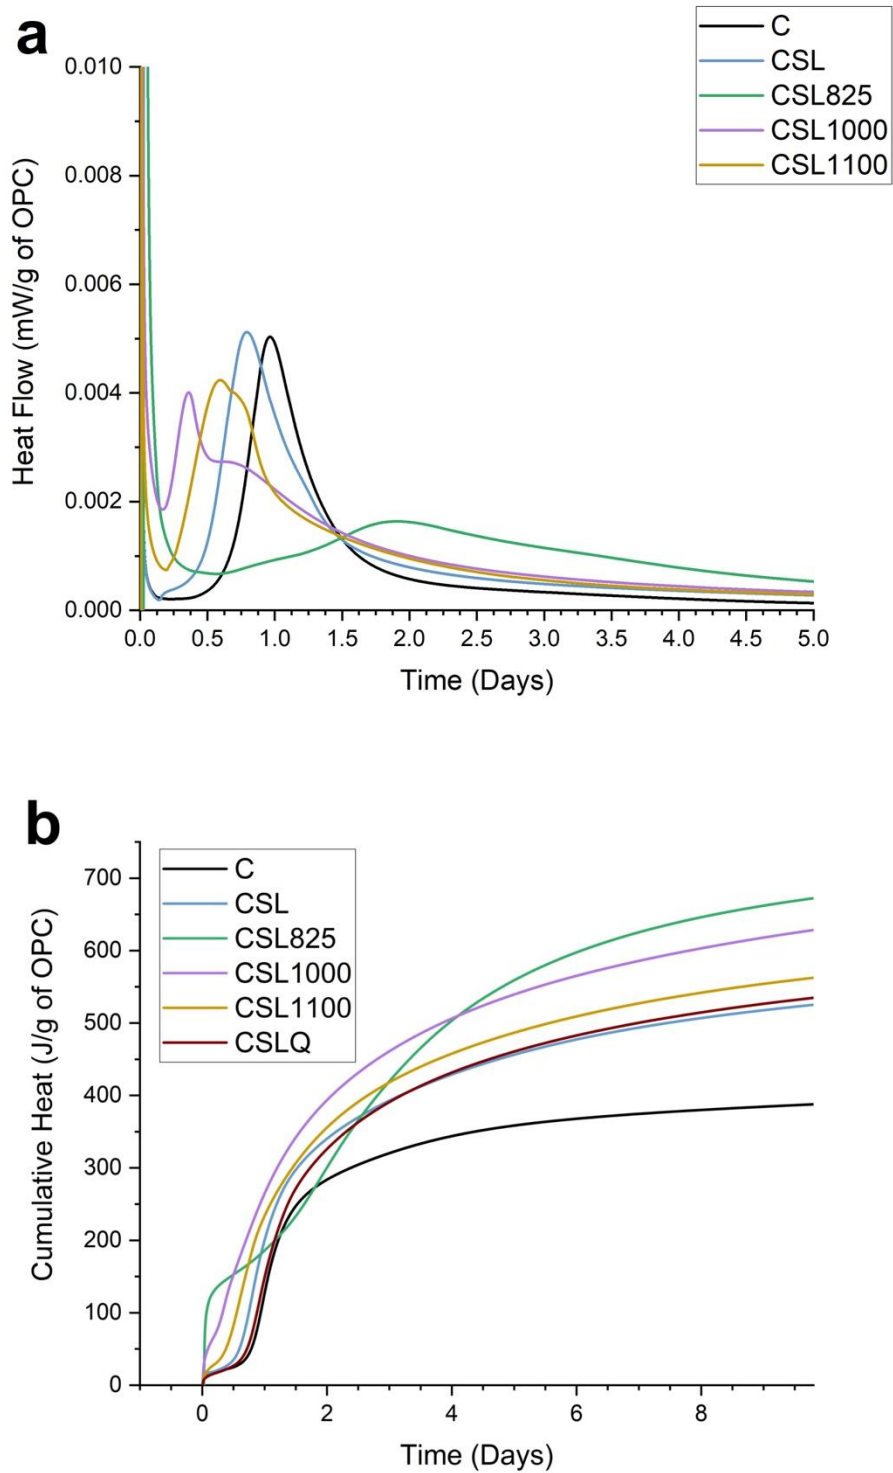 a
C
CSL
CSL825
CSL1000
CSL1100
0.010
0.008
0.006
0.004
0.002
0.000
Heat Flow (mW/g of OPC)
0.0 0.5 1.0 1.5 2.0 2.5 3.0 3.5 4.0 4.5 5.0
Time (Days)
b
C
CSL
CSL825
CSL1000
CSL1100
CSLQ
700
600
500
400
300
200
100
0
Cumulative Heat (J/g of OPC)
0 2 4 6 8
Time (Days)